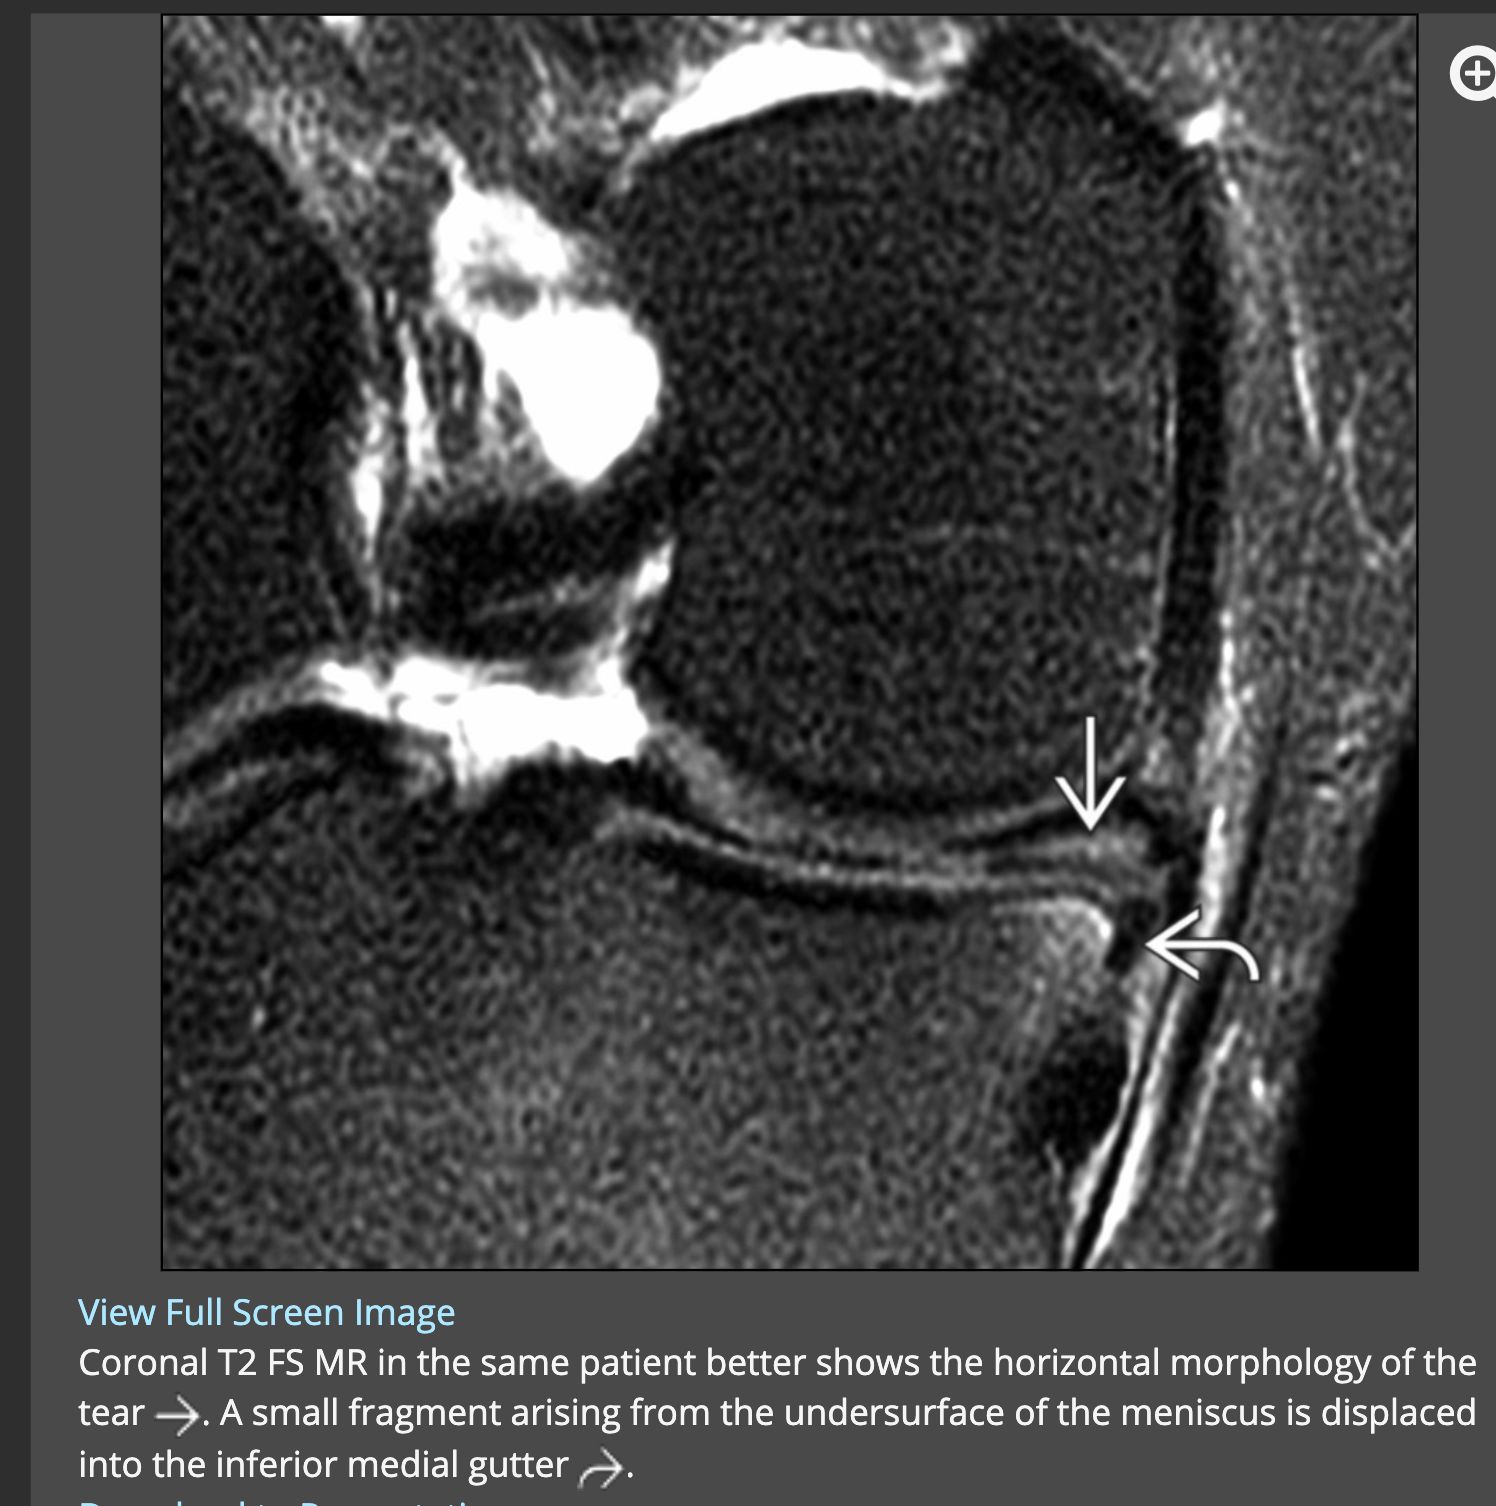 View Full Screen Image
Coronal T2 FS MR in the same patient better shows the horizontal morphology of the
tear →. A small fragment arising from the undersurface of the meniscus is displaced
into the inferior medial gutter ↷.